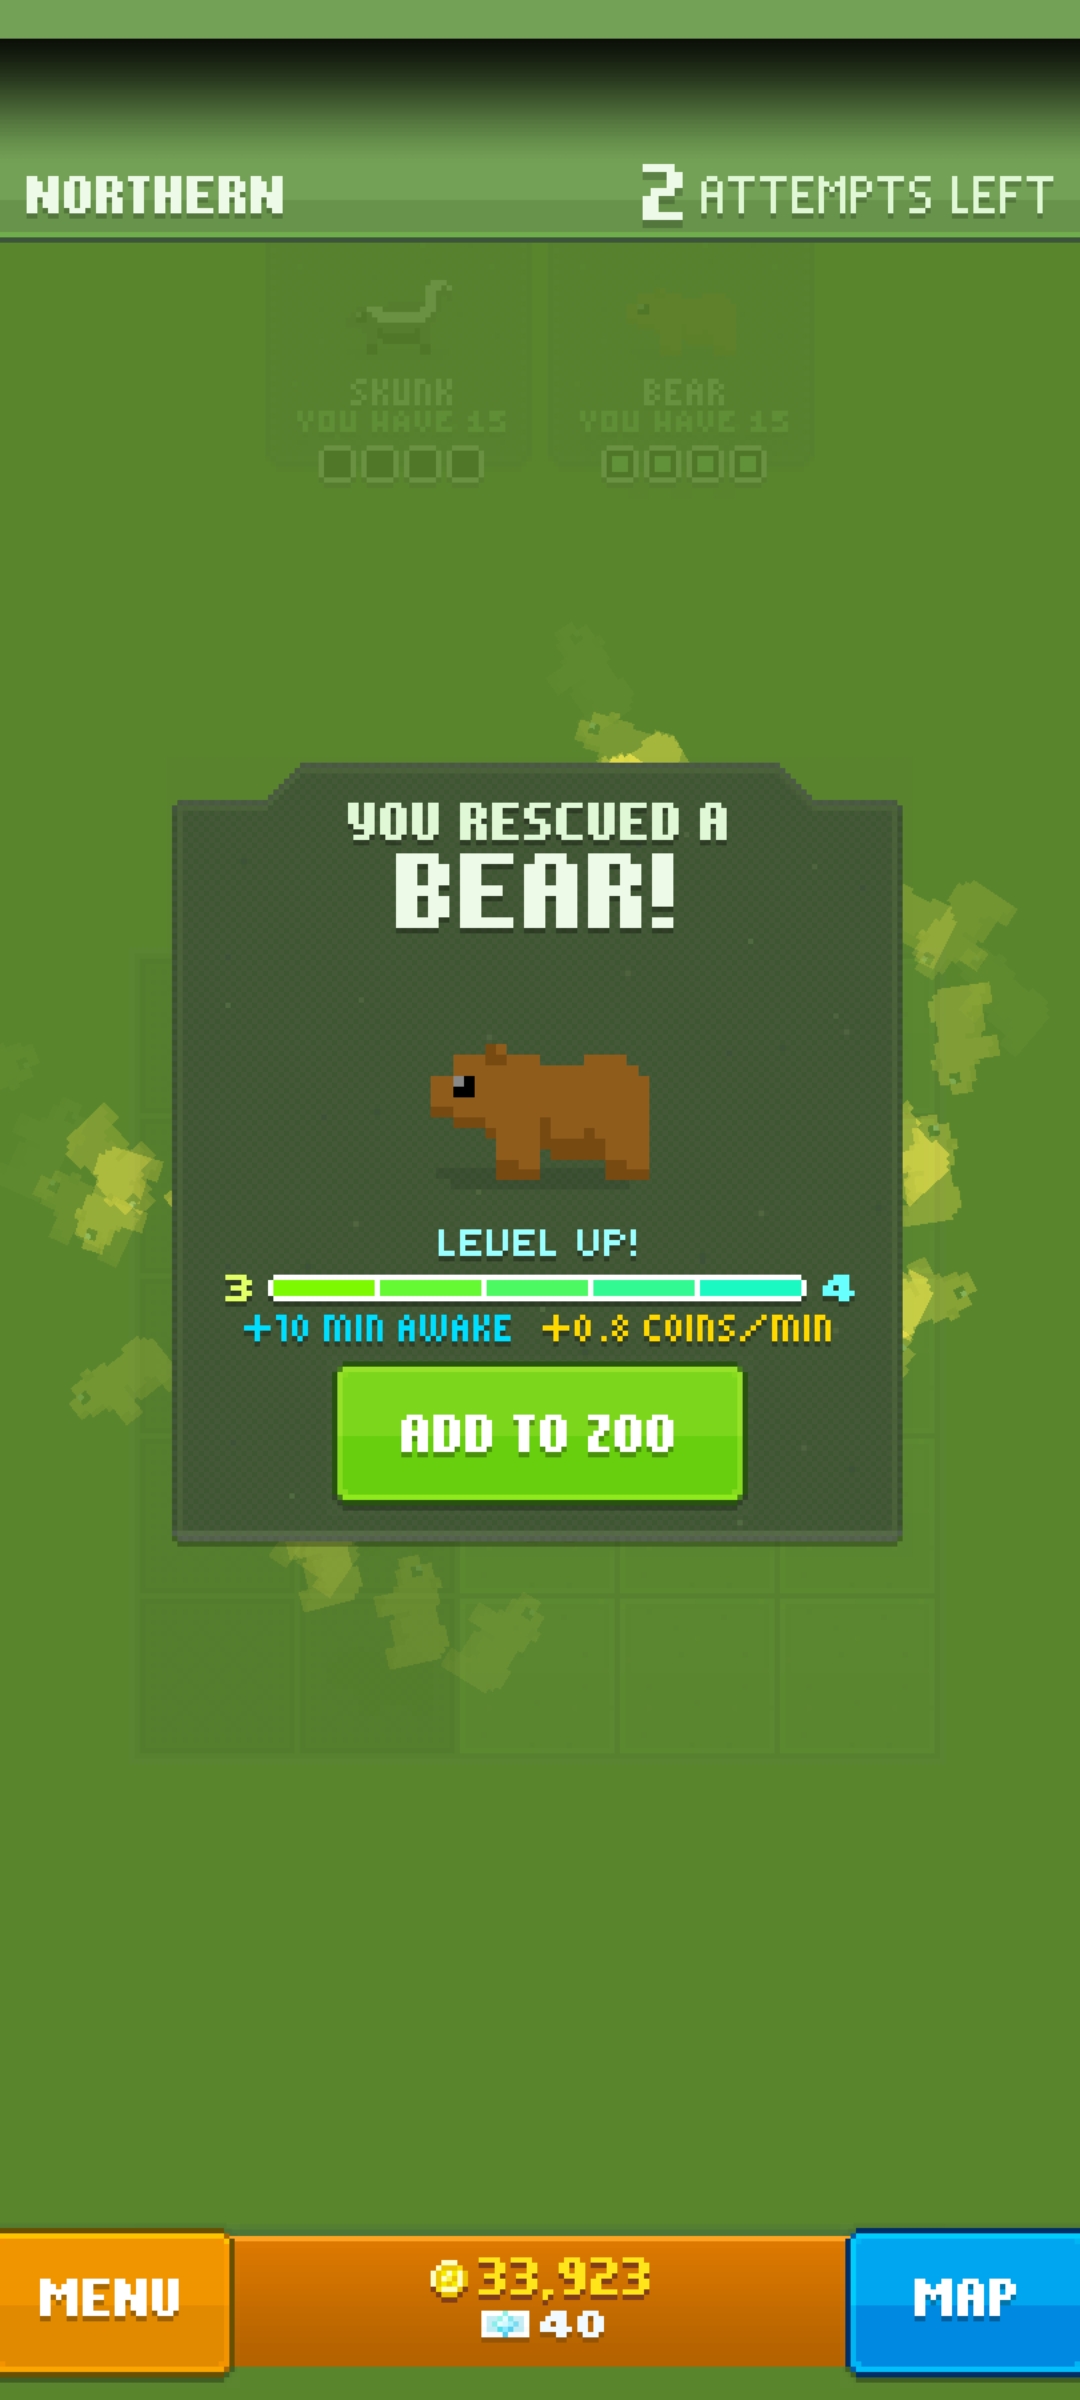 NORTHERN
2 ATTEMPTS LEFT
SKUNK
YOU HAVE 15
BEAR
YOU HAVE 15
YOU RESCUED A
BEAR!
LEVEL UP!
3 4
+10 MIN AWAKE +0.8 COINS/MIN
ADD TO ZOO
MENU
33,923
40
MAP